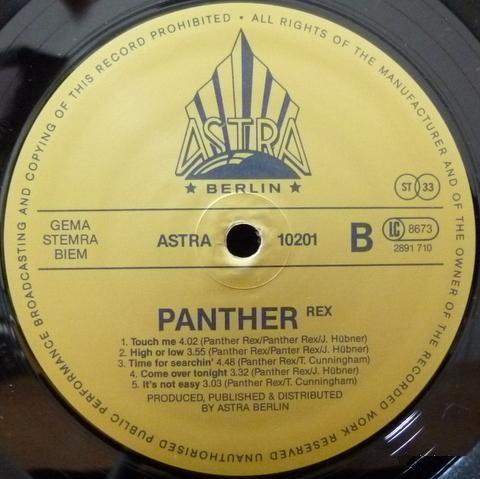 UNAUTHORISED PUBLIC PERFORMANCE BROADCASTING AND COPYING OF THIS RECORD PROHIBITED • ALL RIGHTS OF THE MANUFACTURER AND OF THE OWNER OF THE RECORDED WORK RESERVED
ASTRA
★ BERLIN ★
ST 33
GEMA
STEMRA
BIEM
ASTRA 10201
B
LC 8673
2891 710
PANTHER REX
1. Touch me 4.02 (Panther Rex/Panther Rex/J. Hübner)
2. High or low 3.55 (Panther Rex/Panter Rex/J. Hübner)
3. Time for searchin' 4.48 (Panther Rex/T. Cunningham)
4. Come over tonight 3.32 (Panther Rex/J. Hübner)
5. It's not easy 3.03 (Panther Rex/T. Cunningham)
PRODUCED, PUBLISHED & DISTRIBUTED
BY ASTRA BERLIN